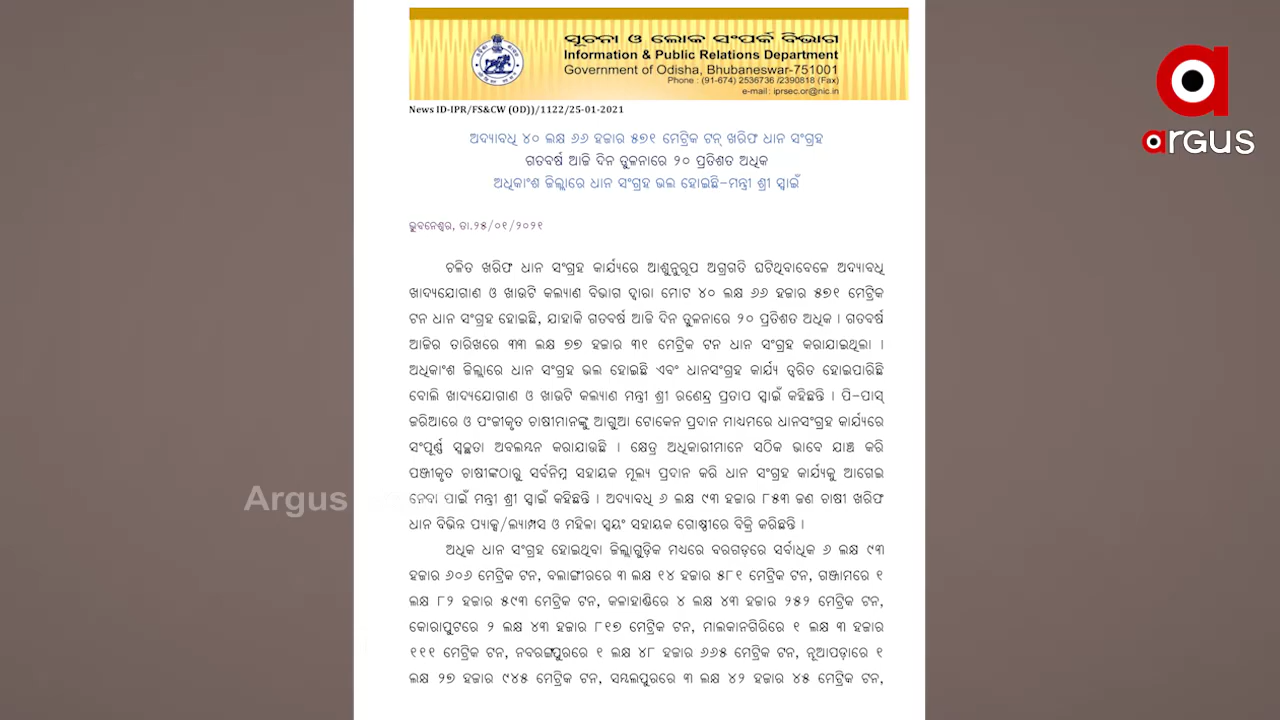 ସୂଚନା ଓ ଲୋକ ସଂପର୍କ ବିଭାଗ
Information & Public Relations Department
Government of Odisha, Bhubaneswar-751001
Phone : (91-674) 2536736 /2390818 (Fax)
e-mail : iprsec.or@nic.in
argus
News ID-IPR/FS&CW (OD))/1122/25-01-2021
ଅଦ୍ୟାବଧି ୪୦ ଲକ୍ଷ ୬୬ ହଜାର ୫୭୧ ମେଟ୍ରିକ ଟନ୍ ଖରିଫ ଧାନ ସଂଗ୍ରହ
ଗତବର୍ଷ ଆଜି ଦିନ ତୁଳନାରେ ୨୦ ପ୍ରତିଶତ ଅଧିକ
ଅଧିକାଂଶ ଜିଲ୍ଲାରେ ଧାନ ସଂଗ୍ରହ ଭଲ ହୋଇଛି-ମନ୍ତ୍ରୀ ଶ୍ରୀ ସ୍ୱାଇଁ
ଭୁବନେଶ୍ୱର, ତା.୨୫/୦୧/୨୦୨୧
ଚଳିତ ଖରିଫ ଧାନ ସଂଗ୍ରହ କାର୍ଯ୍ୟରେ ଆଶୁନୁରୂପ ଅଗ୍ରଗତି ଘଟିଥିବାବେଳେ ଅଦ୍ୟାବଧି
ଖାଦ୍ୟଯୋଗାଣ ଓ ଖାଉଟି କଲ୍ୟାଣ ବିଭାଗ ଦ୍ୱାରା ମୋଟ ୪୦ ଲକ୍ଷ ୬୬ ହଜାର ୫୭୧ ମେଟ୍ରିକ
ଟନ ଧାନ ସଂଗ୍ରହ ହୋଇଛି, ଯାହାକି ଗତବର୍ଷ ଆଜି ଦିନ ତୁଳନାରେ ୨୦ ପ୍ରତିଶତ ଅଧିକ । ଗତବର୍ଷ
ଆଜିର ତାରିଖରେ ୩୩ ଲକ୍ଷ ୭୭ ହଜାର ୩୧ ମେଟ୍ରିକ ଟନ ଧାନ ସଂଗ୍ରହ କରାଯାଇଥିଲା ।
ଅଧିକାଂଶ ଜିଲ୍ଲାରେ ଧାନ ସଂଗ୍ରହ ଭଲ ହୋଇଛି ଏବଂ ଧାନସଂଗ୍ରହ କାର୍ଯ୍ୟ ତ୍ୱରିତ ହୋଇପାରିଛି
ବୋଲି ଖାଦ୍ୟଯୋଗାଣ ଓ ଖାଉଟି କଲ୍ୟାଣ ମନ୍ତ୍ରୀ ଶ୍ରୀ ରଣେନ୍ଦ୍ର ପ୍ରତାପ ସ୍ୱାଇଁ କହିଛନ୍ତି । ପି-ପାସ୍
ଜରିଆରେ ଓ ପଂଜୀକୃତ ଚାଷୀମାନଙ୍କୁ ଆଗୁଆ ଟୋକେନ ପ୍ରଦାନ ମାଧ୍ୟମରେ ଧାନସଂଗ୍ରହ କାର୍ଯ୍ୟରେ
ସଂପୂର୍ଣ୍ଣ ସ୍ୱଚ୍ଛତା ଅବଲମ୍ବନ କରାଯାଉଛି । କ୍ଷେତ୍ର ଅଧିକାରୀମାନେ ସଠିକ ଭାବେ ଯାଞ୍ଚ କରି
ପଞ୍ଜୀକୃତ ଚାଷୀଙ୍କଠାରୁ ସର୍ବନିମ୍ନ ସହାୟକ ମୂଲ୍ୟ ପ୍ରଦାନ କରି ଧାନ ସଂଗ୍ରହ କାର୍ଯ୍ୟକୁ ଆଗେଇ
Argus ନେବା ପାଇଁ ମନ୍ତ୍ରୀ ଶ୍ରୀ ସ୍ୱାଇଁ କହିଛନ୍ତି । ଅଦ୍ୟାବଧି ୬ ଲକ୍ଷ ୯୩ ହଜାର ୮୫୩ ଜଣ ଚାଷୀ ଖରିଫ
ଧାନ ବିଭିନ୍ନ ପ୍ୟାକ୍ସ/ଲ୍ୟାମ୍ପସ ଓ ମହିଳା ସ୍ୱୟଂ ସହାୟକ ଗୋଷ୍ଠୀରେ ବିକ୍ରି କରିଛନ୍ତି ।
ଅଧିକ ଧାନ ସଂଗ୍ରହ ହୋଇଥିବା ଜିଲ୍ଲାଗୁଡ଼ିକ ମଧ୍ୟରେ ବରଗଡ଼ରେ ସର୍ବାଧିକ ୬ ଲକ୍ଷ ୯୩
ହଜାର ୬୦୬ ମେଟ୍ରିକ ଟନ, ବଲାଙ୍ଗୀରରେ ୩ ଲକ୍ଷ ୧୪ ହଜାର ୫୮୧ ମେଟ୍ରିକ ଟନ, ଗଞ୍ଜାମରେ ୧
ଲକ୍ଷ ୮୨ ହଜାର ୫୯୩ ମେଟ୍ରିକ ଟନ, କଳାହାଣ୍ଡିରେ ୪ ଲକ୍ଷ ୪୩ ହଜାର ୨୫୨ ମେଟ୍ରିକ ଟନ,
କୋରାପୁଟରେ ୨ ଲକ୍ଷ ୪୩ ହଜାର ୮୧୭ ମେଟ୍ରିକ ଟନ, ମାଲକାନଗିରିରେ ୧ ଲକ୍ଷ ୩ ହଜାର
୧୧୧ ମେଟ୍ରିକ ଟନ, ନବରଙ୍ଗପୁରରେ ୧ ଲକ୍ଷ ୪୮ ହଜାର ୬୬୫ ମେଟ୍ରିକ ଟନ, ନୂଆପଡ଼ାରେ ୧
ଲକ୍ଷ ୨୭ ହଜାର ୯୪୫ ମେଟ୍ରିକ ଟନ, ସମ୍ବଲପୁରରେ ୩ ଲକ୍ଷ ୪୨ ହଜାର ୪୫ ମେଟ୍ରିକ ଟନ,